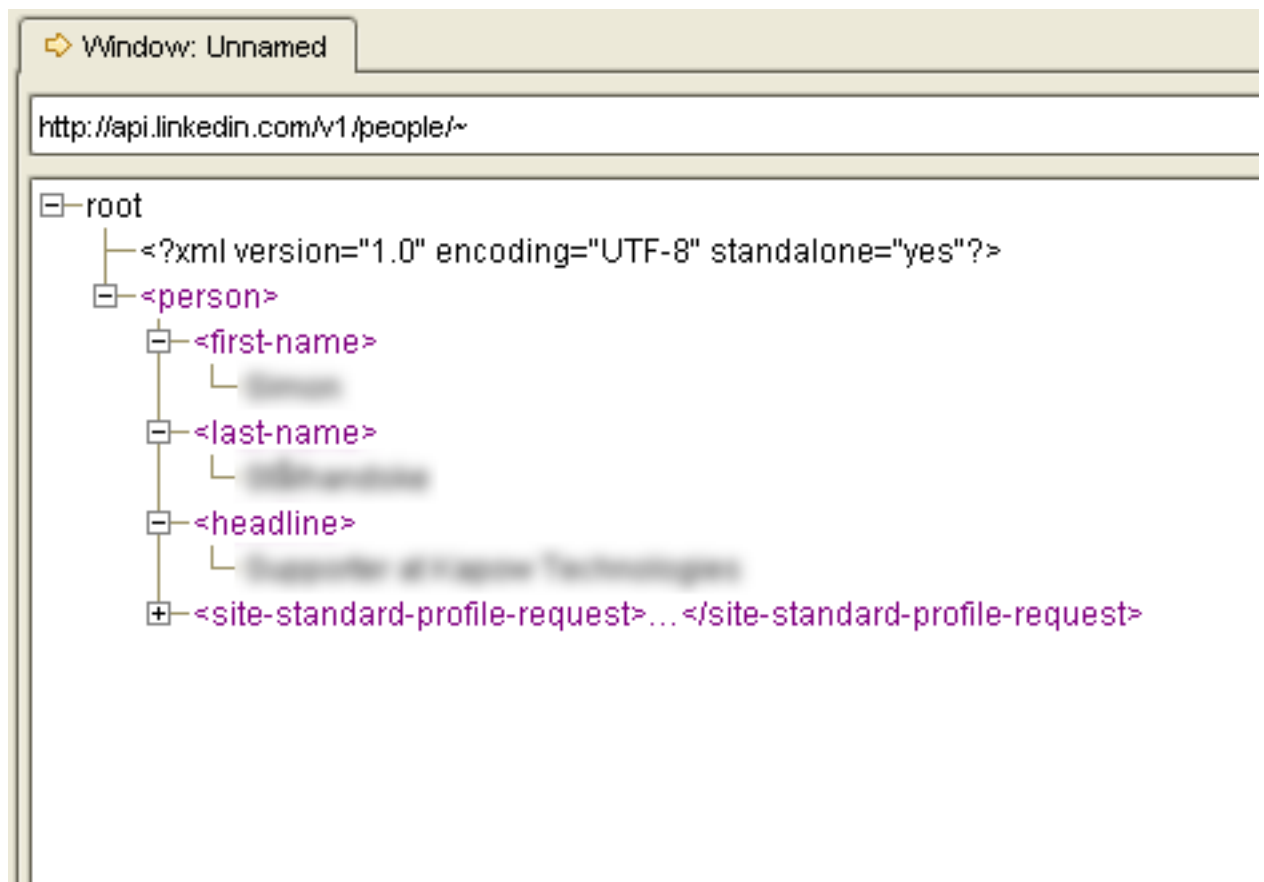 Window: Unnamed
http://api.linkedin.com/v1/people/~
root
<?xml version="1.0" encoding="UTF-8" standalone="yes"?>
<person>
<first-name>
<last-name>
<headline>
<site-standard-profile-request>...</site-standard-profile-request>